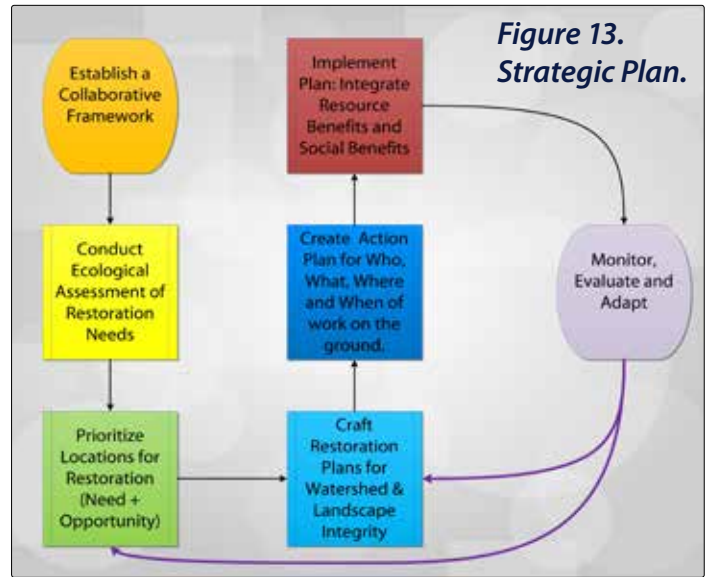 Figure 13.
Strategic Plan.
Establish a
Collaborative
Framework
Conduct
Ecological
Assessment of
Restoration
Needs
Prioritize
Locations for
Restoration
(Need +
Opportunity)
Craft
Restoration
Plans for
Watershed &
Landscape
Integrity
Create Action
Plan for Who,
What, Where
and When of
work on the
ground.
Implement
Plan: Integrate
Resource
Benefits and
Social Benefits
Monitor,
Evaluate and
Adapt